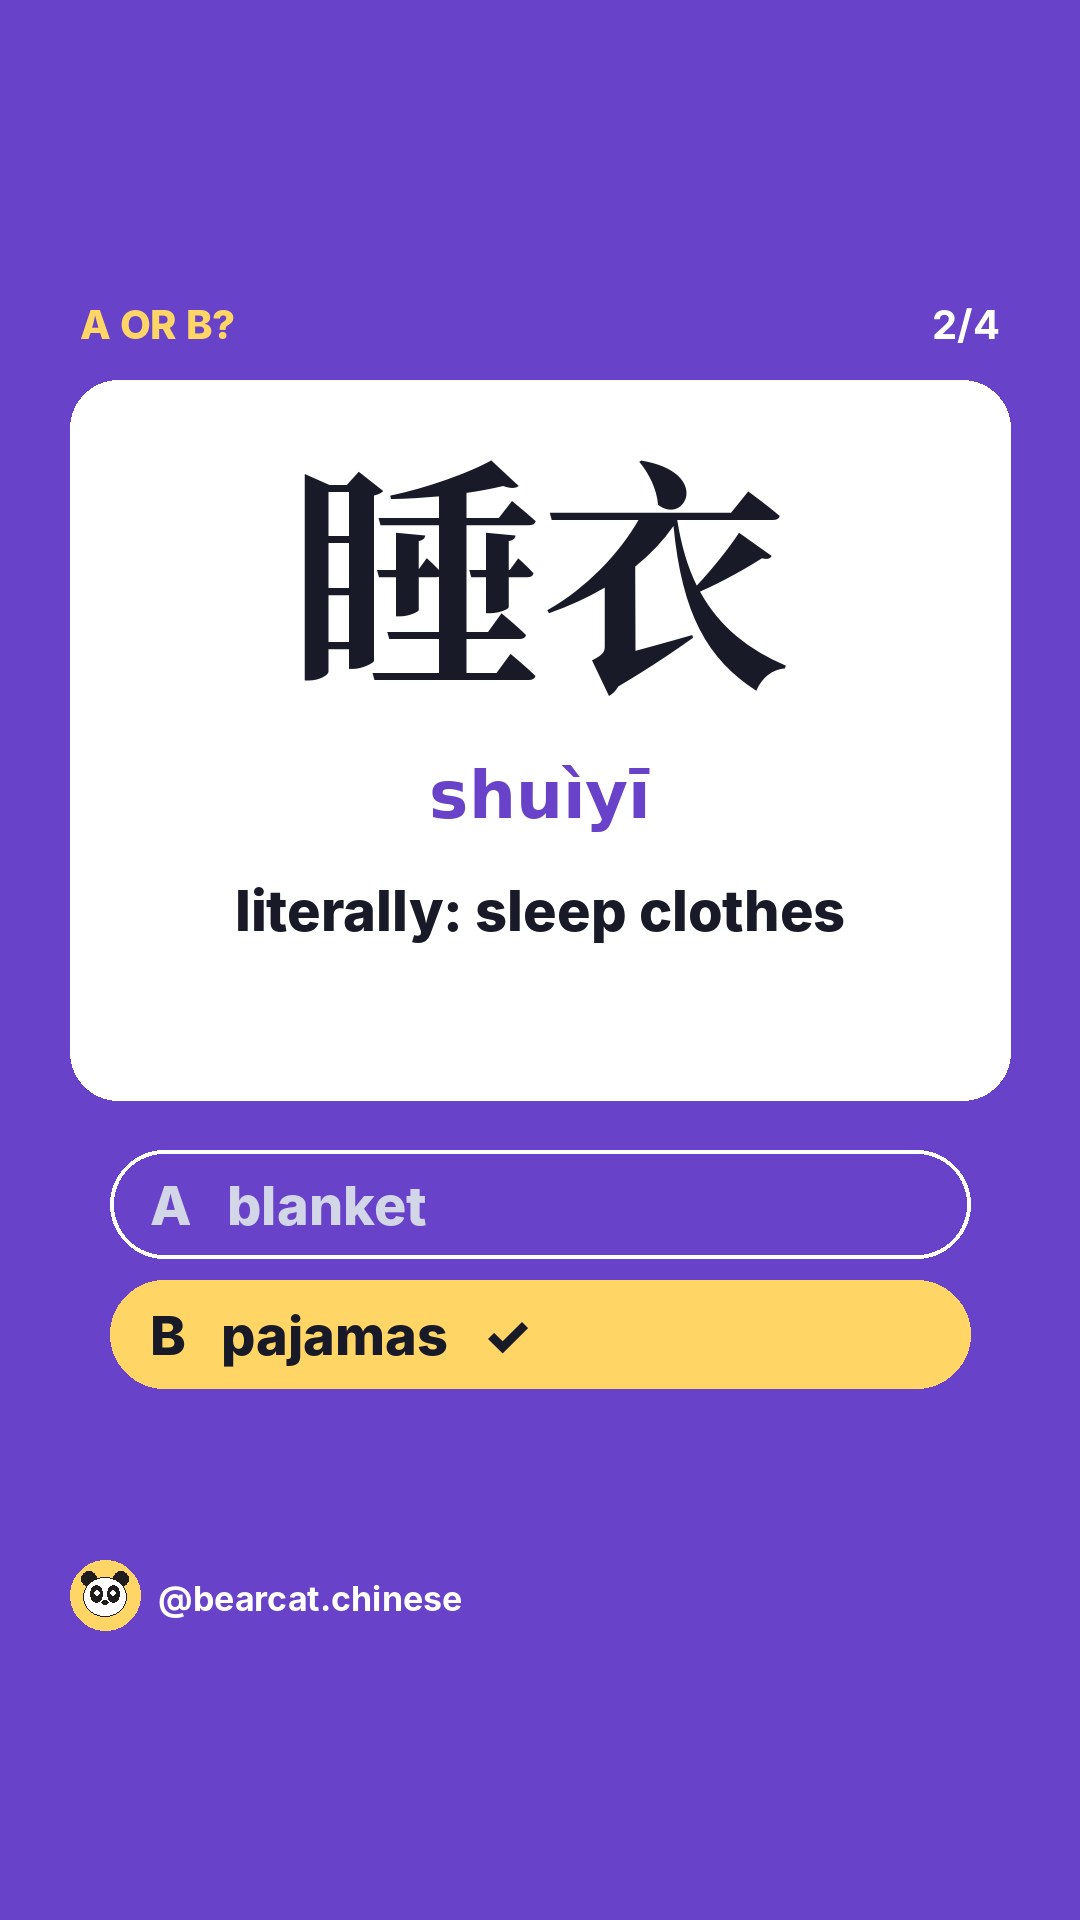 A OR B?
2/4
睡衣
shuìyī
literally: sleep clothes
A blanket
B pajamas ✓
@bearcat.chinese